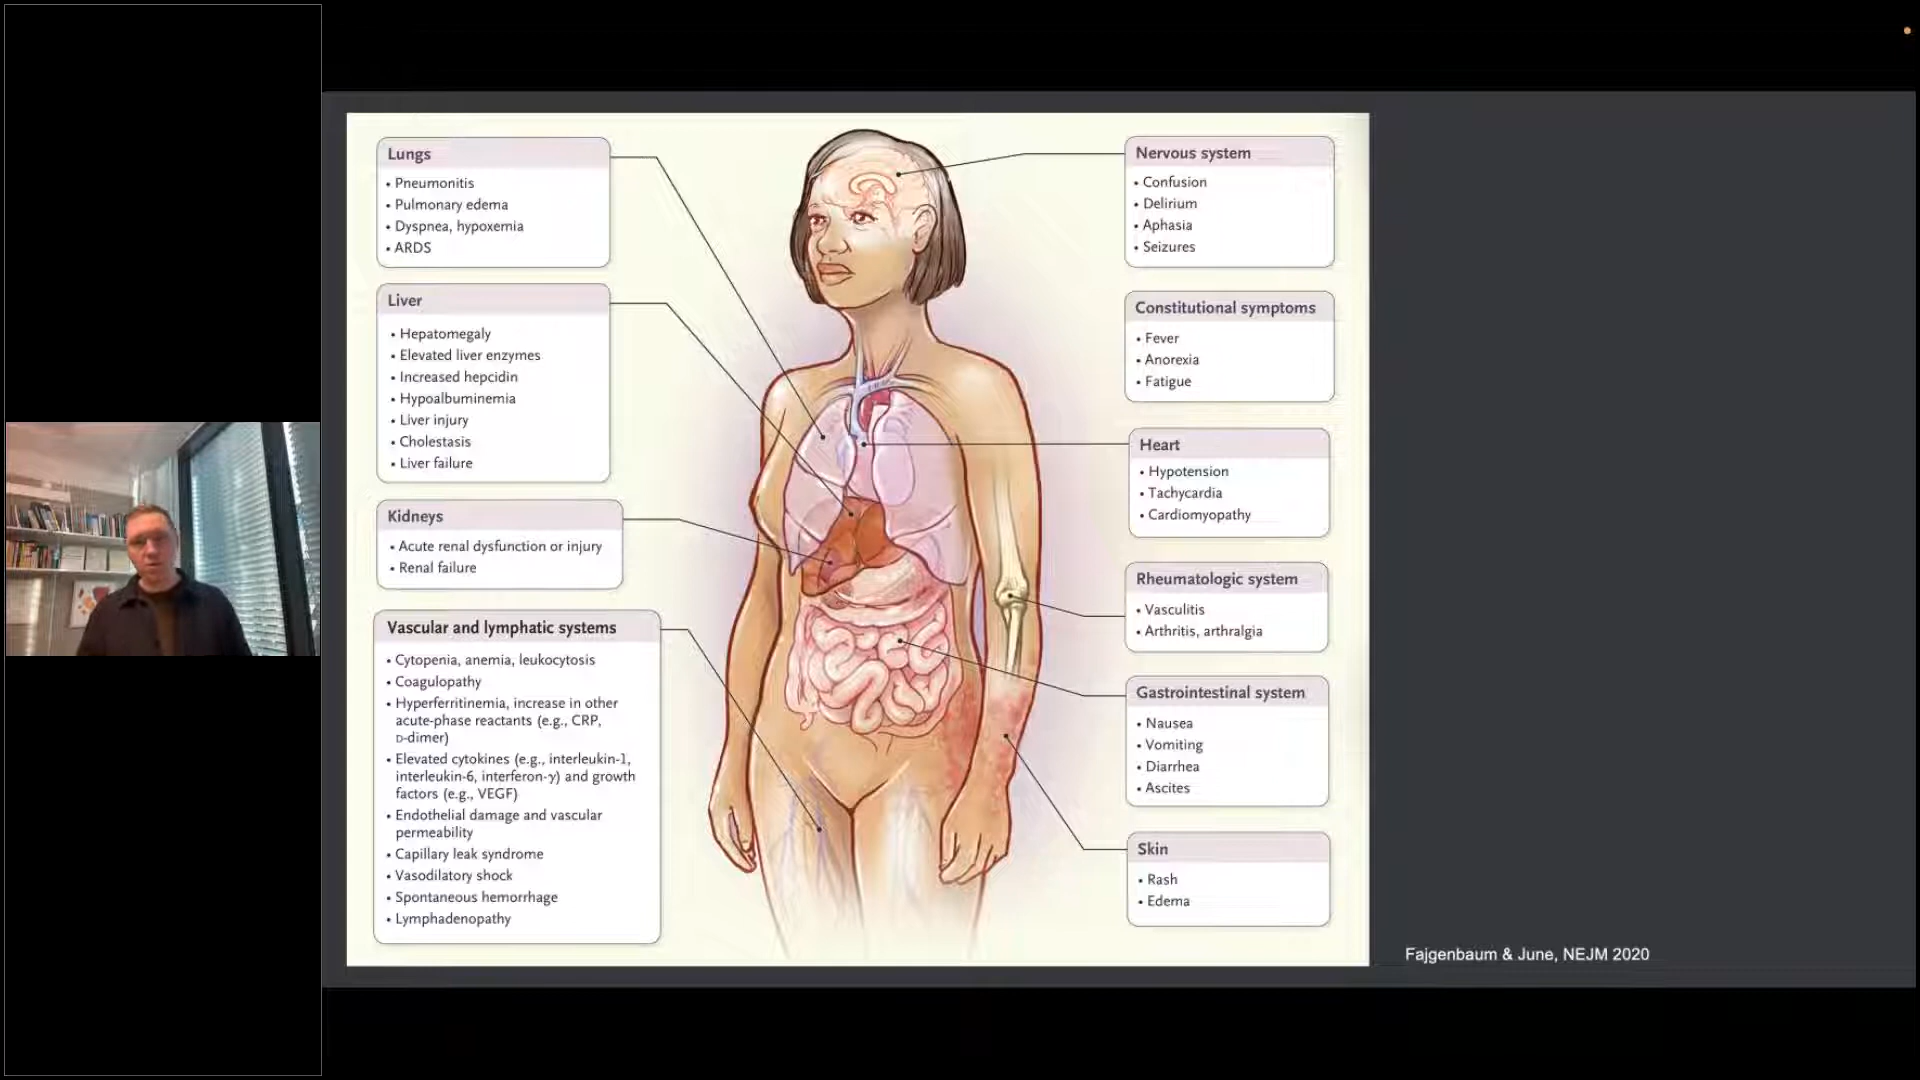 Lungs
• Pneumonitis
• Pulmonary edema
• Dyspnea, hypoxemia
• ARDS
Liver
• Hepatomegaly
• Elevated liver enzymes
• Increased hepcidin
• Hypoalbuminemia
• Liver injury
• Cholestasis
• Liver failure
Kidneys
• Acute renal dysfunction or injury
• Renal failure
Vascular and lymphatic systems
• Cytopenia, anemia, leukocytosis
• Coagulopathy
• Hyperferritinemia, increase in other
acute-phase reactants (e.g., CRP,
D-dimer)
• Elevated cytokines (e.g., interleukin-1,
interleukin-6, interferon-γ) and growth
factors (e.g., VEGF)
• Endothelial damage and vascular
permeability
• Capillary leak syndrome
• Vasodilatory shock
• Spontaneous hemorrhage
• Lymphadenopathy
Nervous system
• Confusion
• Delirium
• Aphasia
• Seizures
Constitutional symptoms
• Fever
• Anorexia
• Fatigue
Heart
• Hypotension
• Tachycardia
• Cardiomyopathy
Rheumatologic system
• Vasculitis
• Arthritis, arthralgia
Gastrointestinal system
• Nausea
• Vomiting
• Diarrhea
• Ascites
Skin
• Rash
• Edema
Fajgenbaum & June, NEJM 2020